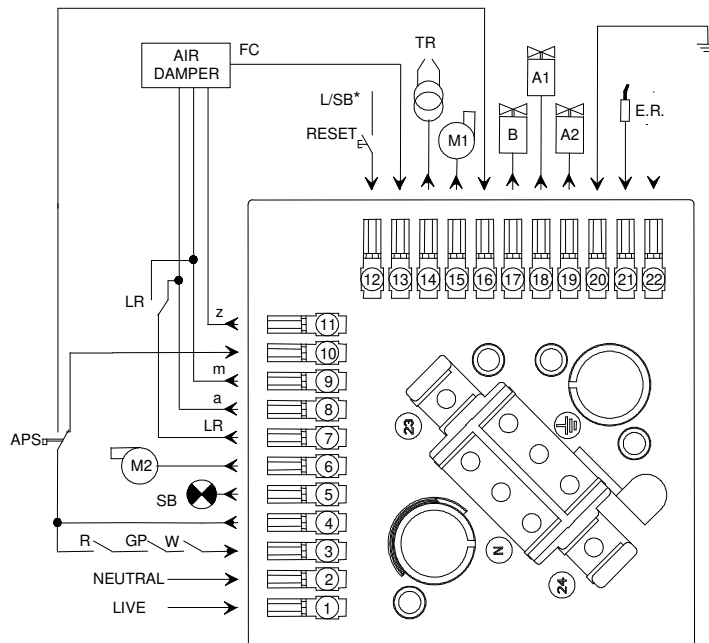 TR
AIR
DAMPER
FC
L/SB*
A1
RESET
M1
B
A2
E.R.
12 13 14 15 16 17 18 19 20 21 22
LR
z
11
10
m
9
a
8
LR
7
APS
M2
6
SB
5
4
R GP W
3
NEUTRAL
2
LIVE
1
23
N
24